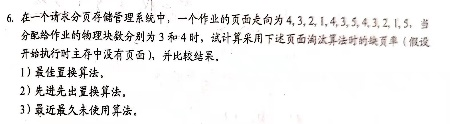 6. 在一个请求分页存储管理系统中，一个作业的页面走向为 4,3,2,1,4,3,5,4,3,2,1,5，当
分配给作业的物理块数分别为 3 和 4 时，试计算采用下述页面淘汰算法时的缺页率（假设
开始执行时主存中没有页面），并比较结果。
1）最佳置换算法。
2）先进先出置换算法。
3）最近最久未使用算法。